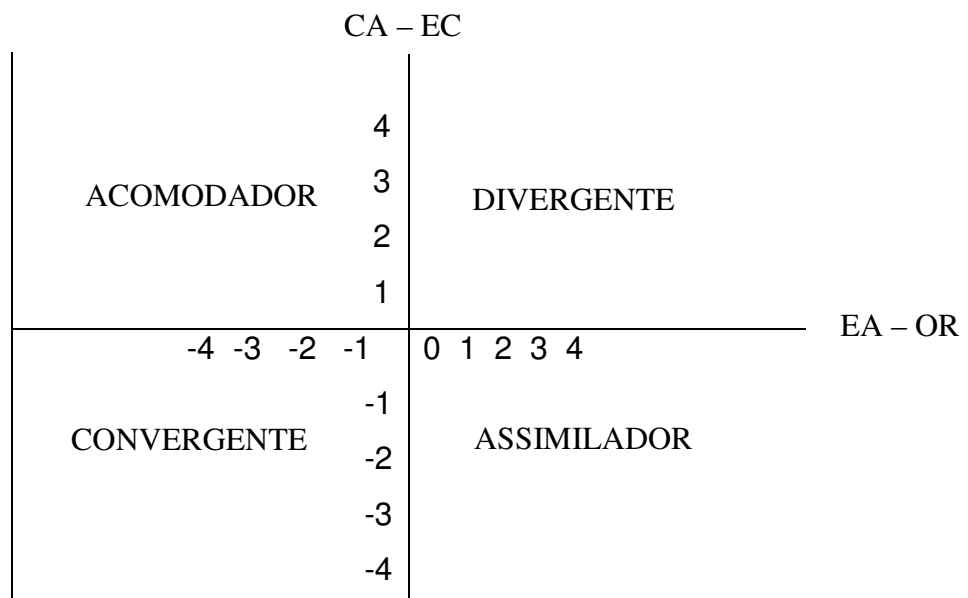 CA – EC
4
3
ACOMODADOR
DIVERGENTE
2
1
EA – OR
-4 -3 -2 -1 0 1 2 3 4
-1
CONVERGENTE
ASSIMILADOR
-2
-3
-4